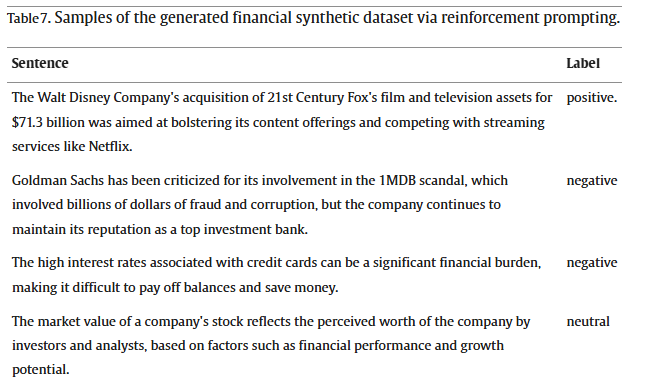 Table7. Samples of the generated financial synthetic dataset via reinforcement prompting.
Sentence Label
The Walt Disney Company's acquisition of 21st Century Fox's film and television assets for positive.
$71.3 billion was aimed at bolstering its content offerings and competing with streaming
services like Netflix.
Goldman Sachs has been criticized for its involvement in the 1MDB scandal, which negative
involved billions of dollars of fraud and corruption, but the company continues to
maintain its reputation as a top investment bank.
The high interest rates associated with credit cards can be a significant financial burden, negative
making it difficult to pay off balances and save money.
The market value of a company's stock reflects the perceived worth of the company by neutral
investors and analysts, based on factors such as financial performance and growth
potential.